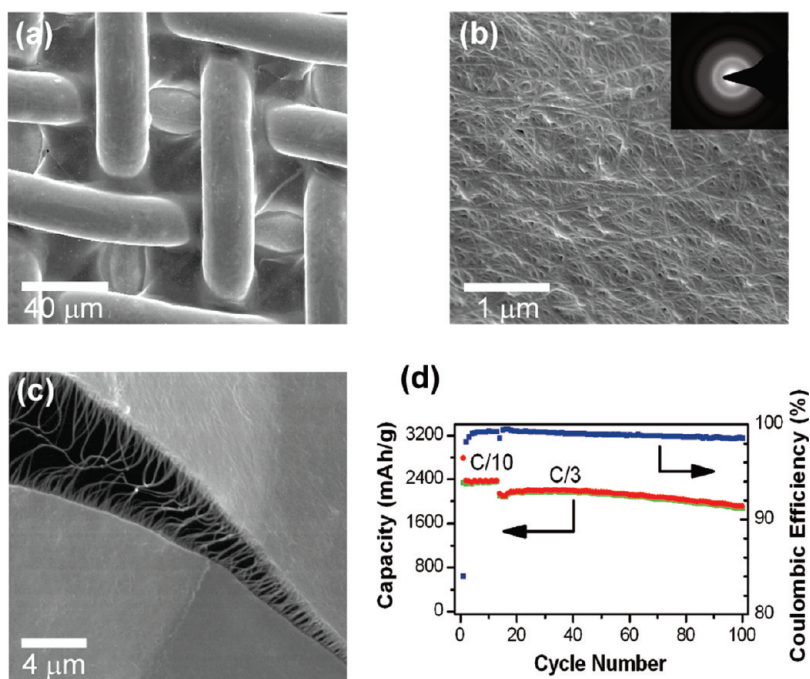 (a)
40 μm
(b)
1 μm
(c)
4 μm
(d)
Capacity (mAh/g)
3200
2400
1600
800
0
C/10
C/3
0 20 40 60 80 100
Cycle Number
100
90
80
Coulombic Efficiency (%)